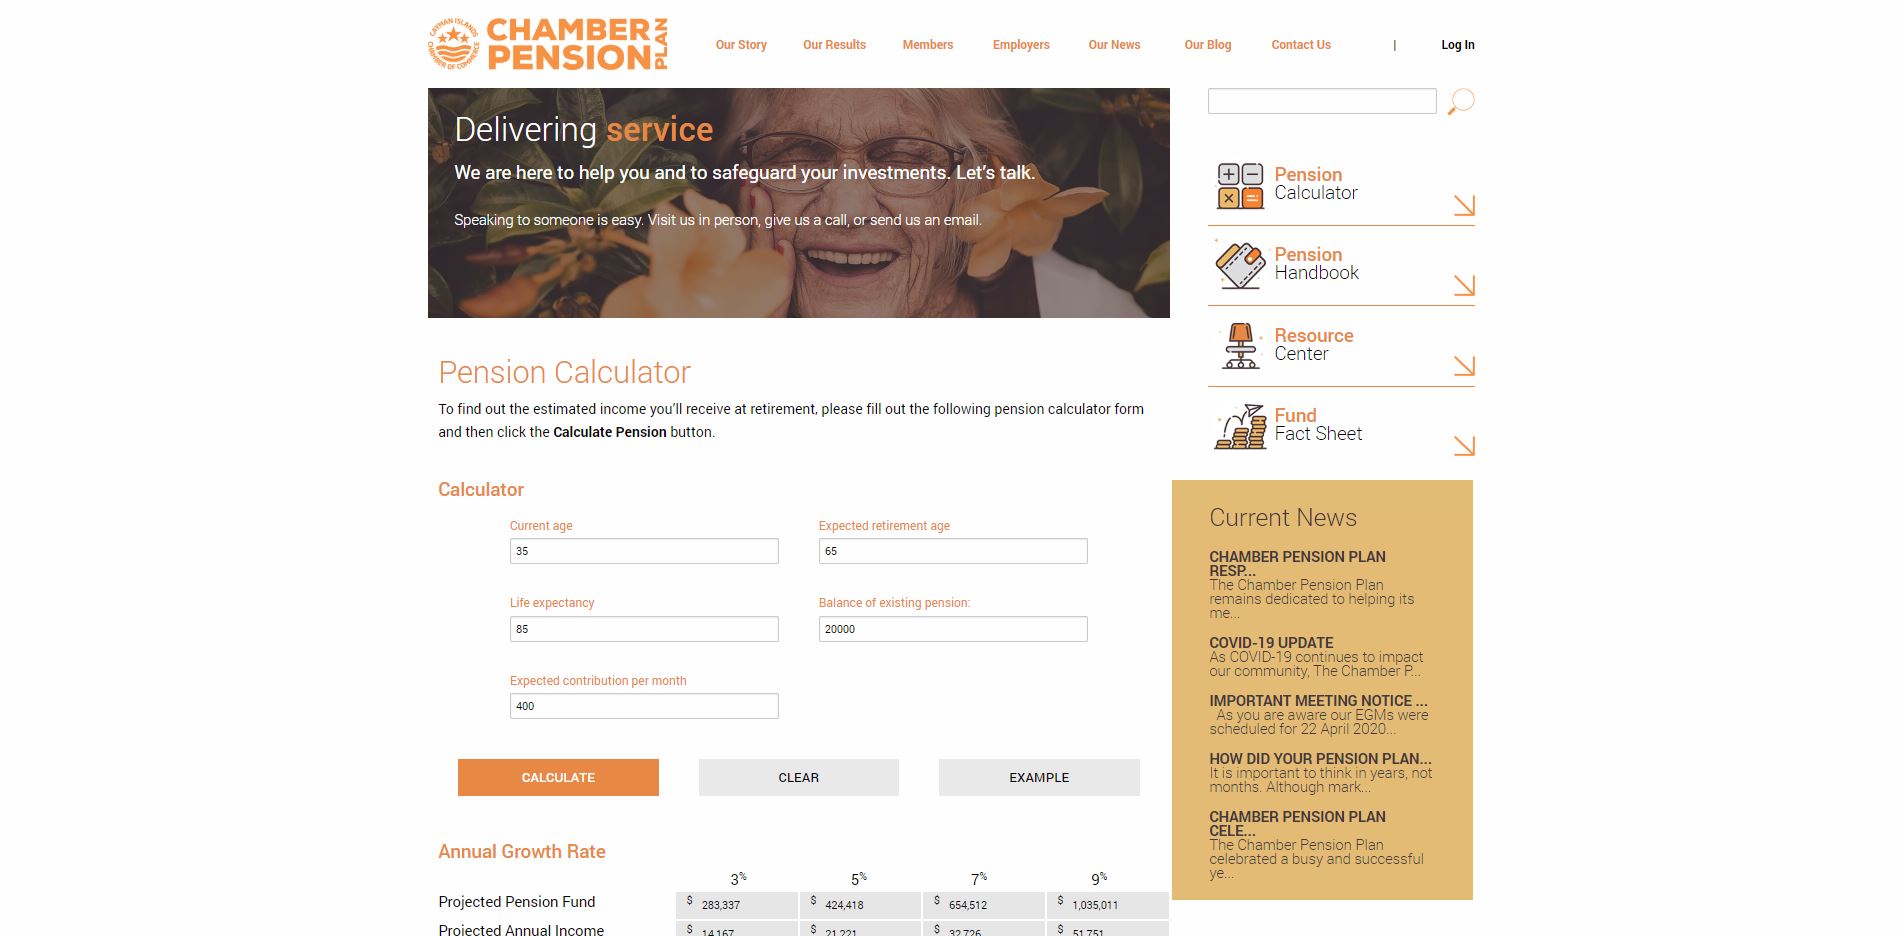 CAYMAN ISLANDS
CHAMBER OF COMMERCE
CHAMBER
PENSION
PLAN
Our Story
Our Results
Members
Employers
Our News
Our Blog
Contact Us
|
Log In
Delivering service
We are here to help you and to safeguard your investments. Let's talk.
Speaking to someone is easy. Visit us in person, give us a call, or send us an email.
Pension
Calculator
Pension
Handbook
Resource
Center
Fund
Fact Sheet
Pension Calculator
To find out the estimated income you'll receive at retirement, please fill out the following pension calculator form
and then click the Calculate Pension button.
Calculator
Current age
35
Expected retirement age
65
Life expectancy
85
Balance of existing pension:
20000
Expected contribution per month
400
CALCULATE
CLEAR
EXAMPLE
Annual Growth Rate
3% 5% 7% 9%
Projected Pension Fund $ 283,337 $ 424,418 $ 654,512 $ 1,035,011
Projected Annual Income $ 14,167 $ 21,221 $ 32,726 $ 51,751
Current News
CHAMBER PENSION PLAN
RESP...
The Chamber Pension Plan
remains dedicated to helping its
me...
COVID-19 UPDATE
As COVID-19 continues to impact
our community, The Chamber P...
IMPORTANT MEETING NOTICE ...
As you are aware our EGMs were
scheduled for 22 April 2020...
HOW DID YOUR PENSION PLAN...
It is important to think in years, not
months. Although mark...
CHAMBER PENSION PLAN
CELE...
The Chamber Pension Plan
celebrated a busy and successful
ye...